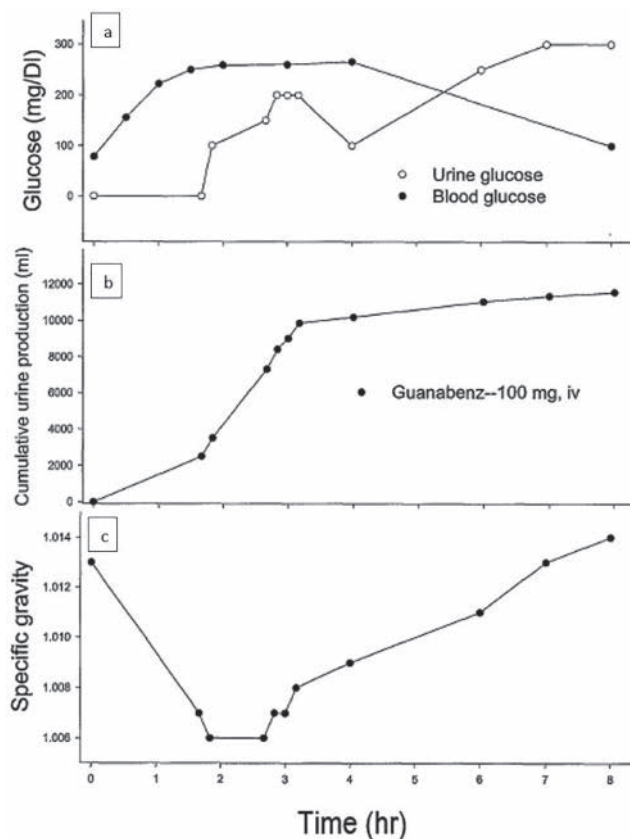 a
Glucose (mg/Dl)
300
200
100
0
Urine glucose
Blood glucose
b
Cumulative urine production (ml)
12000
10000
8000
6000
4000
2000
0
Guanabenz--100 mg, iv
c
Specific gravity
1.014
1.012
1.010
1.008
1.006
0 1 2 3 4 5 6 7 8
Time (hr)